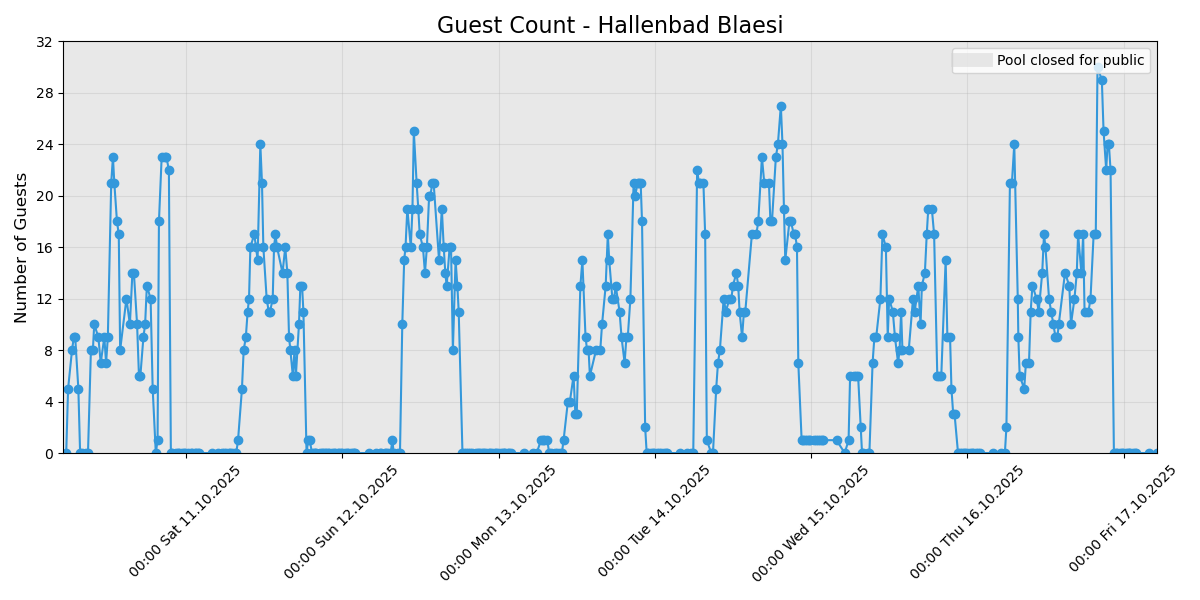 Guest Count - Hallenbad Blaesi
Pool closed for public
Number of Guests
32
28
24
20
16
12
8
4
0
00:00 Sat 11.10.2025
00:00 Sun 12.10.2025
00:00 Mon 13.10.2025
00:00 Tue 14.10.2025
00:00 Wed 15.10.2025
00:00 Thu 16.10.2025
00:00 Fri 17.10.2025